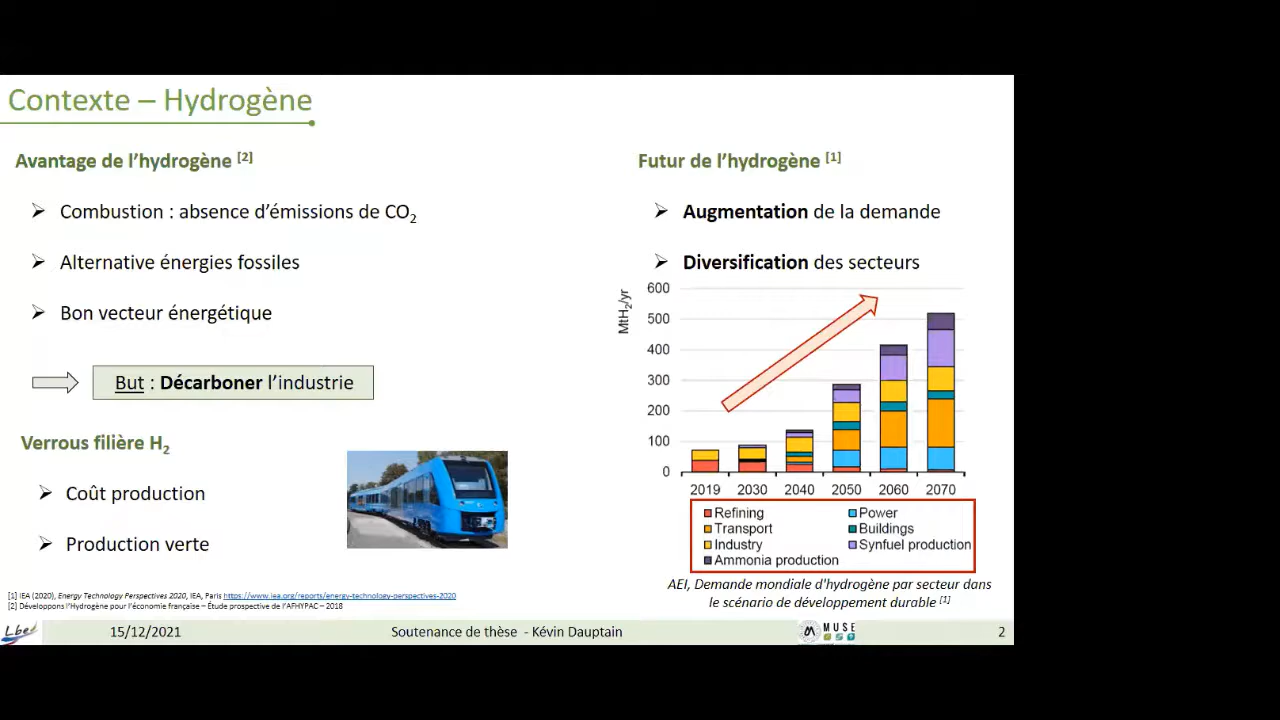 Contexte – Hydrogène
Avantage de l'hydrogène [2]
Combustion : absence d'émissions de CO2
Alternative énergies fossiles
Bon vecteur énergétique
But : Décarboner l'industrie
Verrous filière H2
Coût production
Production verte
Futur de l'hydrogène [1]
Augmentation de la demande
Diversification des secteurs
MtH2/yr
600
500
400
300
200
100
0
2019 2030 2040 2050 2060 2070
Refining Power
Transport Buildings
Industry Synfuel production
Ammonia production
AEI, Demande mondiale d'hydrogène par secteur dans
le scénario de développement durable [1]
[1] IEA (2020), Energy Technology Perspectives 2020, IEA, Paris https://www.iea.org/reports/energy-technology-perspectives-2020
[2] Développons l'Hydrogène pour l'économie française – Étude prospective de l'AFHYPAC – 2018
Lbe
15/12/2021
Soutenance de thèse - Kévin Dauptain
MUSE
2